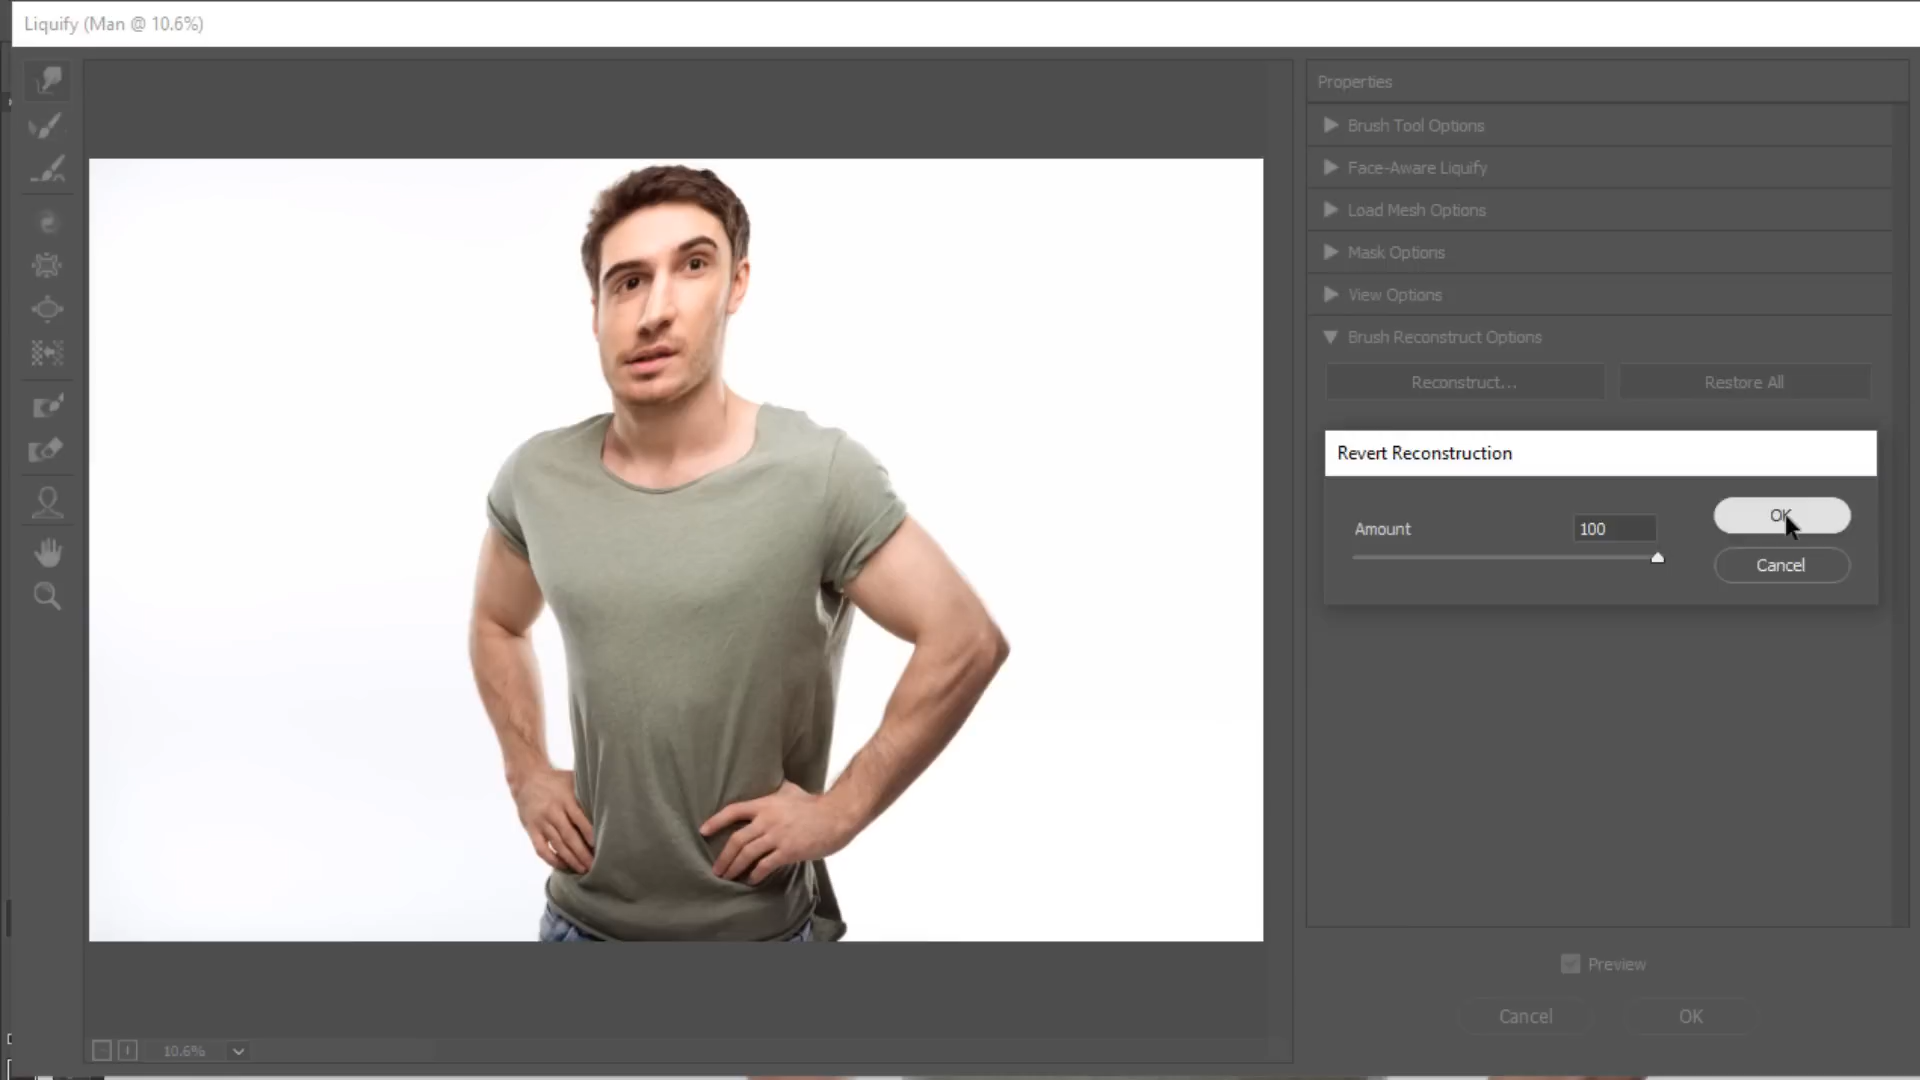 Liquify (Man @ 10.6%)
Properties
Brush Tool Options
Face-Aware Liquify
Load Mesh Options
Mask Options
View Options
Brush Reconstruct Options
Reconstruct...
Restore All
Revert Reconstruction
OK
Amount
100
Cancel
Preview
Cancel
OK
10.6%